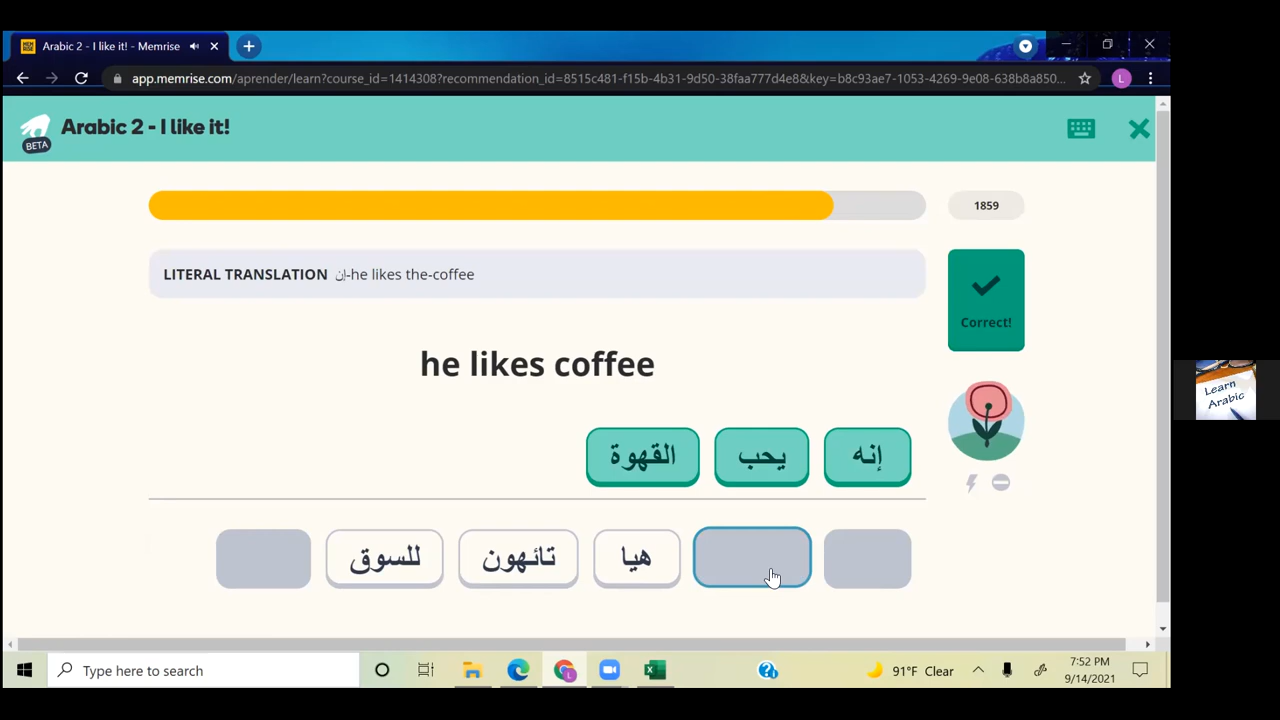 Arabic 2 - I like it! - Memrise
app.memrise.com/aprender/learn?course_id=1414308?recommendation_id=8515c481-f15b-4b31-9d50-38faa777d4e8&key=b8c93ae7-1053-4269-9e08-638b8a850...
L
BETA
Arabic 2 - I like it!
1859
LITERAL TRANSLATION إن-he likes the-coffee
Correct!
he likes coffee
إنه يحب القهوة
هيا تائهون للسوق
Learn
Arabic
Type here to search
91°F Clear
7:52 PM
9/14/2021